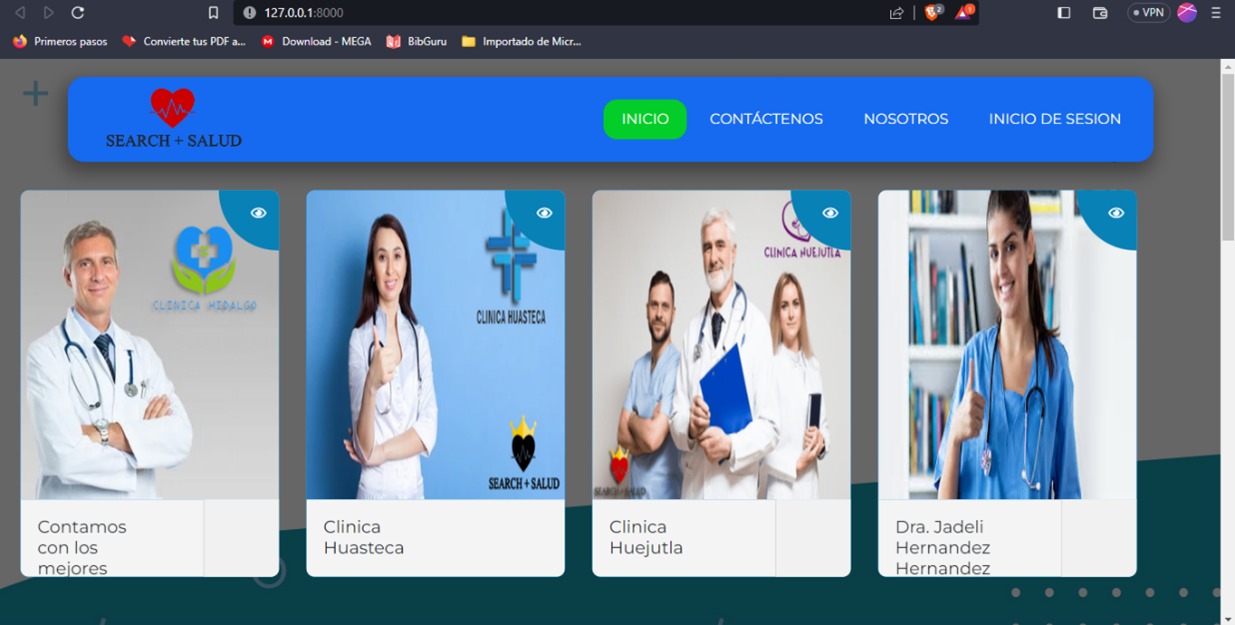 127.0.0.1:8000
2
1
VPN
Primeros pasos
Convierte tus PDF a...
Download - MEGA
BibGuru
Importado de Micr...
SEARCH + SALUD
INICIO
CONTÁCTENOS
NOSOTROS
INICIO DE SESION
CLINICA HIDALGO
CLINICA HUASTECA
SEARCH + SALUD
CLINICA HUEJUTLA
SEARCH + SALUD
Contamos
con los
mejores
Clinica
Huasteca
Clinica
Huejutla
Dra. Jadeli
Hernandez
Hernandez